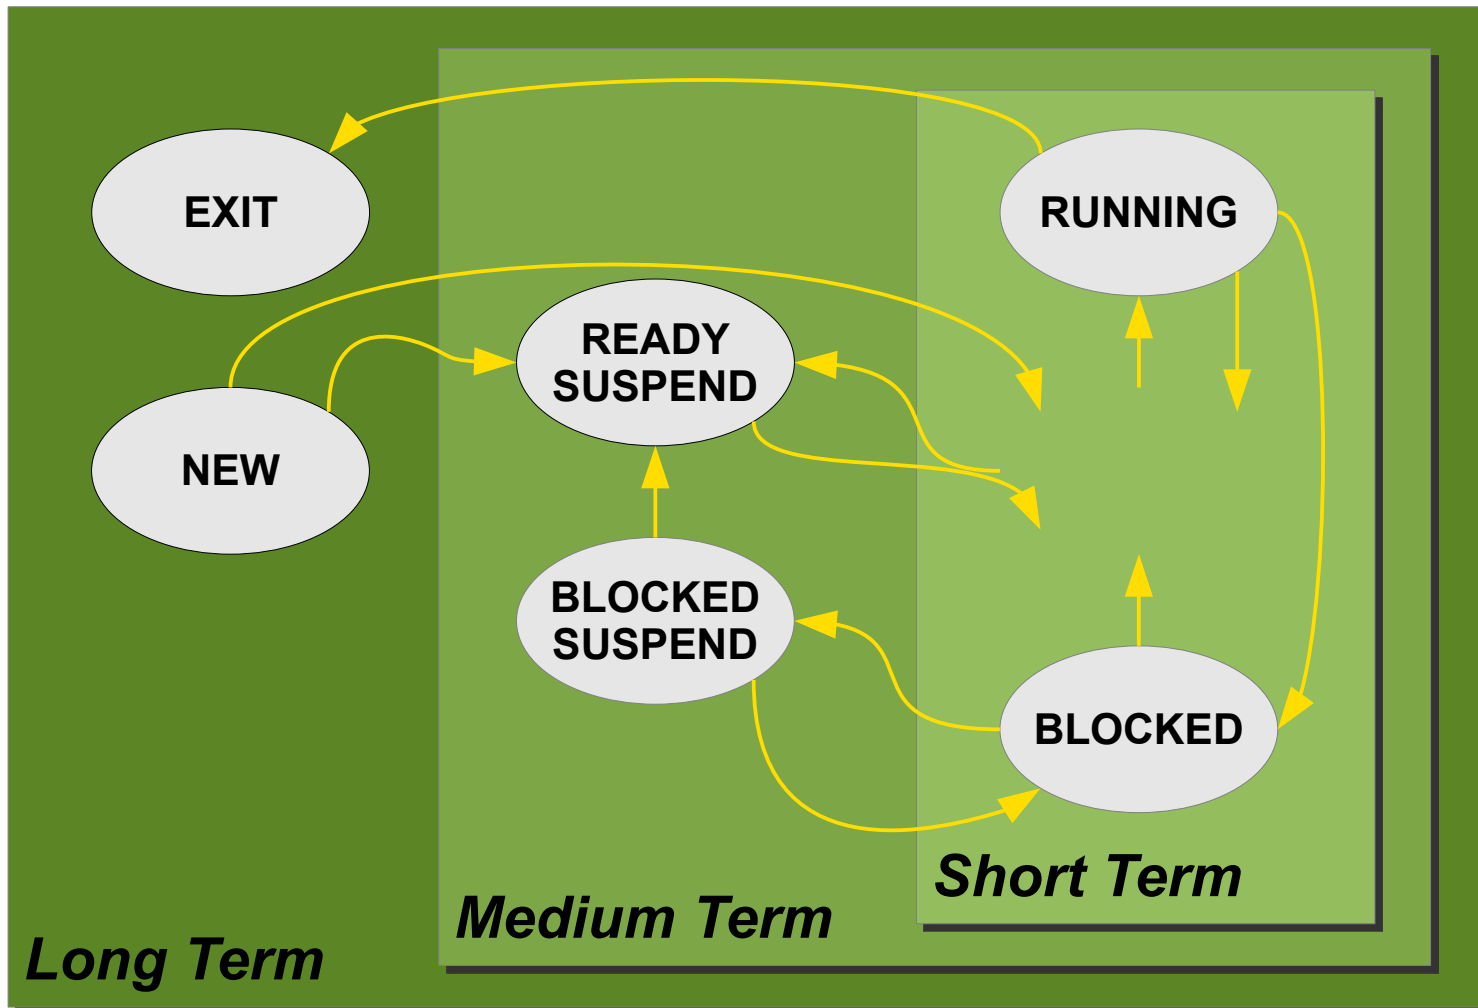 EXIT
RUNNING
READY
SUSPEND
NEW
BLOCKED
SUSPEND
BLOCKED
Short Term
Medium Term
Long Term